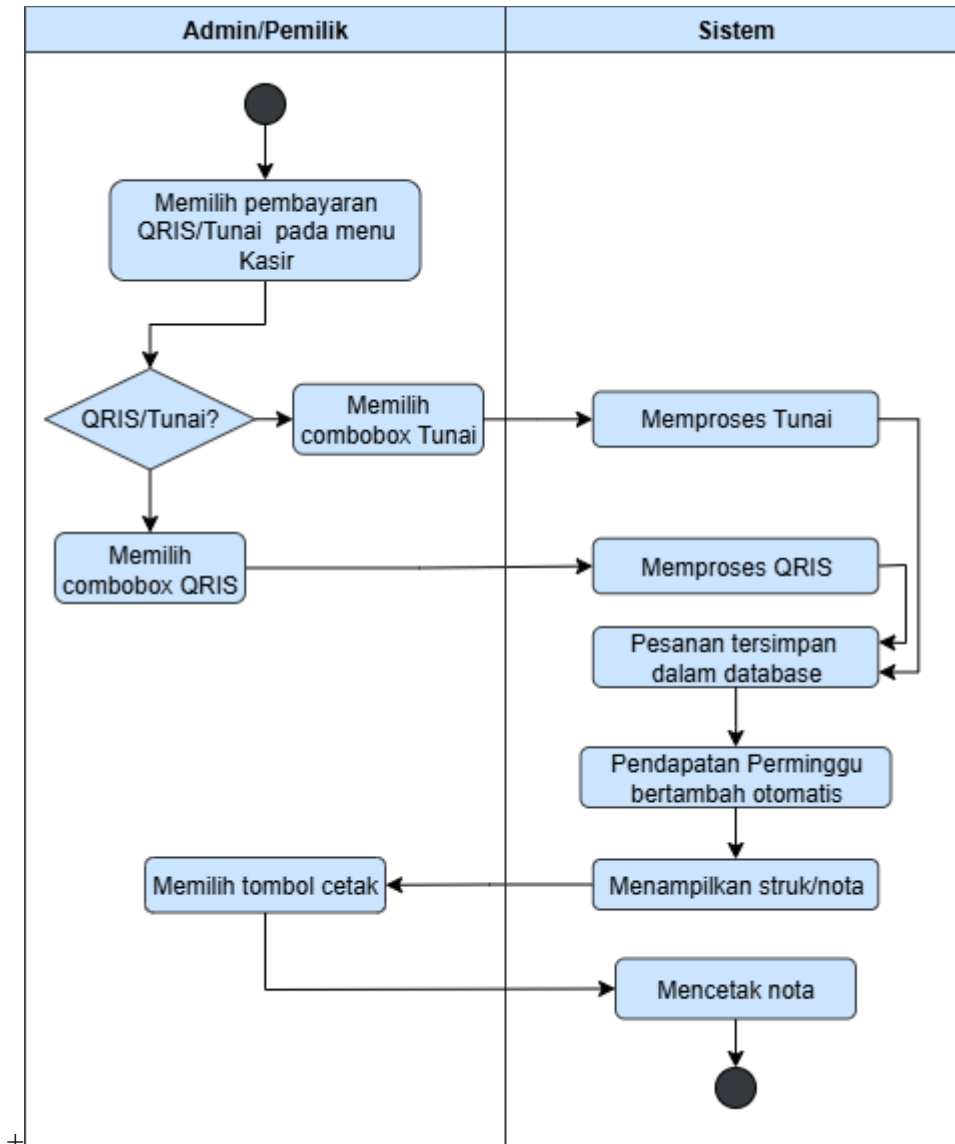 Admin/Pemilik
Sistem
Memilih pembayaran
QRIS/Tunai pada menu
Kasir
QRIS/Tunai?
Memilih
combobox Tunai
Memproses Tunai
Memilih
combobox QRIS
Memproses QRIS
Pesanan tersimpan
dalam database
Pendapatan Perminggu
bertambah otomatis
Menampilkan struk/nota
Memilih tombol cetak
Mencetak nota